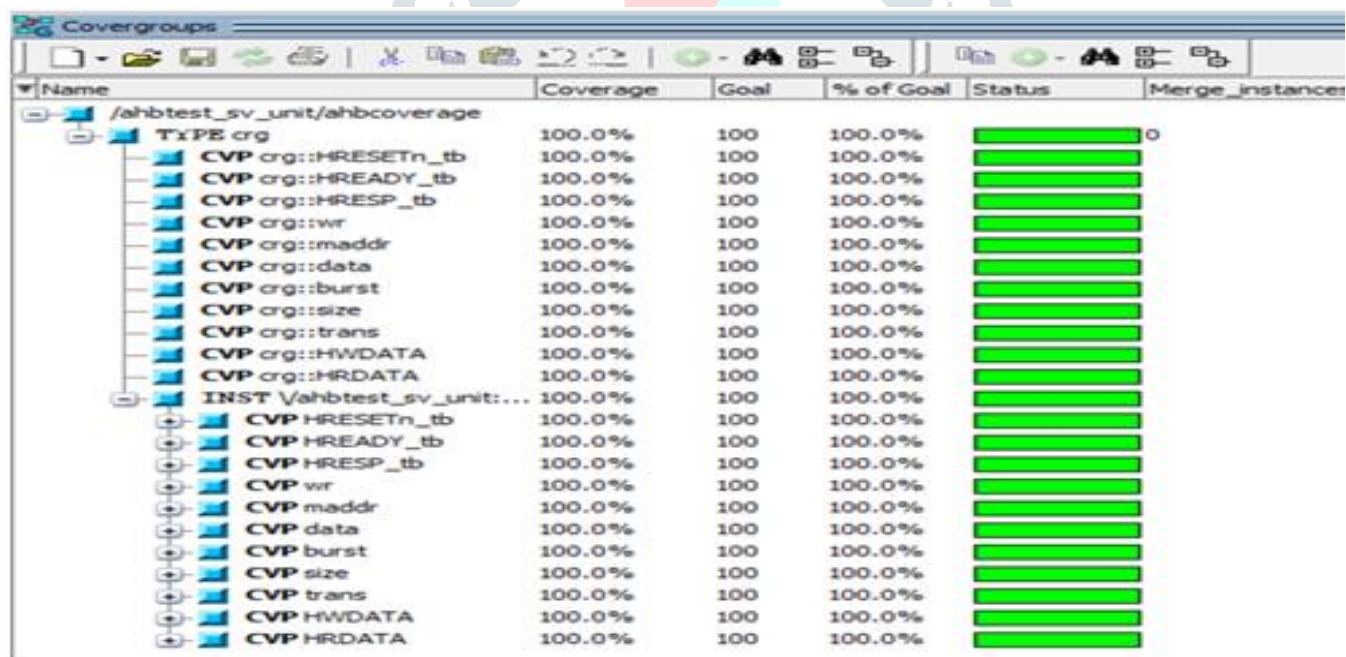 Covergroups
Name Coverage Goal % of Goal Status Merge_instances
/ahbtest_sv_unit/ahbcoverage
TYPE crg 100.0% 100 100.0% 0
CVP crg::HRESETn_tb 100.0% 100 100.0%
CVP crg::HREADY_tb 100.0% 100 100.0%
CVP crg::HRESP_tb 100.0% 100 100.0%
CVP crg::wr 100.0% 100 100.0%
CVP crg::maddr 100.0% 100 100.0%
CVP crg::data 100.0% 100 100.0%
CVP crg::burst 100.0% 100 100.0%
CVP crg::size 100.0% 100 100.0%
CVP crg::trans 100.0% 100 100.0%
CVP crg::HWDATA 100.0% 100 100.0%
CVP crg::HRDATA 100.0% 100 100.0%
INST \/ahbtest_sv_unit:... 100.0% 100 100.0%
CVP HRESETn_tb 100.0% 100 100.0%
CVP HREADY_tb 100.0% 100 100.0%
CVP HRESP_tb 100.0% 100 100.0%
CVP wr 100.0% 100 100.0%
CVP maddr 100.0% 100 100.0%
CVP data 100.0% 100 100.0%
CVP burst 100.0% 100 100.0%
CVP size 100.0% 100 100.0%
CVP trans 100.0% 100 100.0%
CVP HWDATA 100.0% 100 100.0%
CVP HRDATA 100.0% 100 100.0%